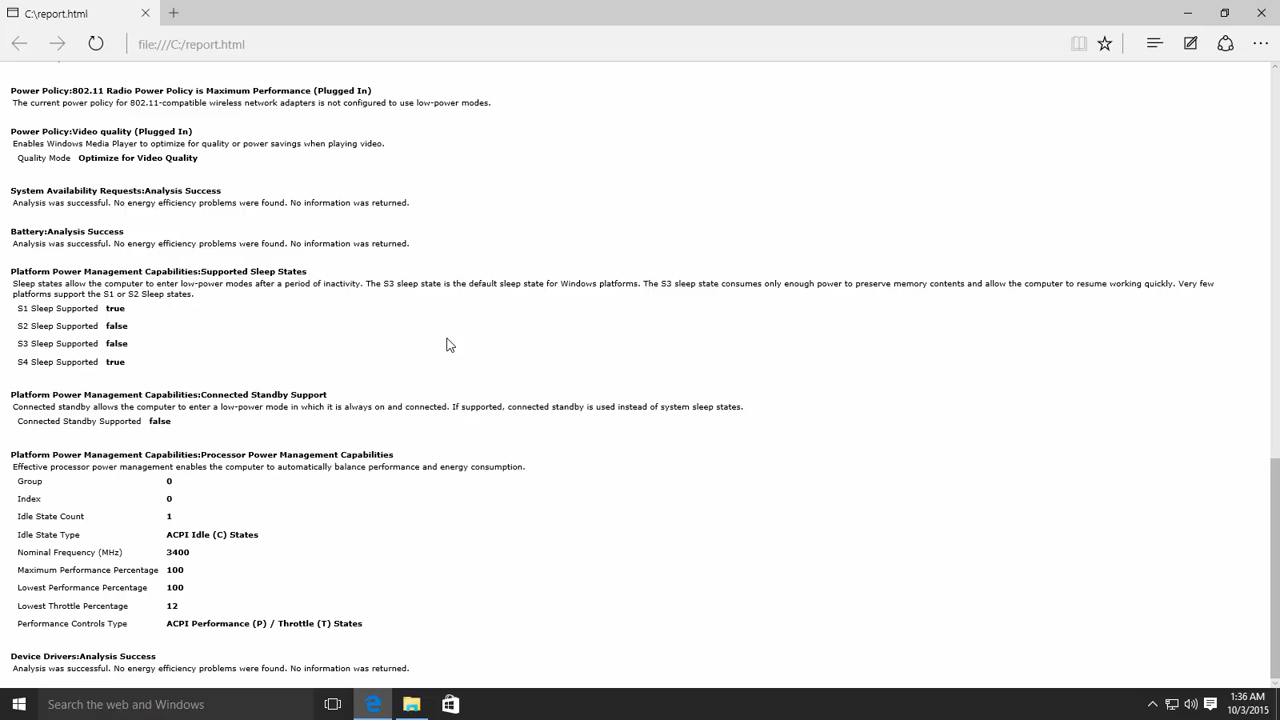 C:\report.html
file:///C:/report.html
Power Policy:802.11 Radio Power Policy is Maximum Performance (Plugged In)
The current power policy for 802.11-compatible wireless network adapters is not configured to use low-power modes.
Power Policy:Video quality (Plugged In)
Enables Windows Media Player to optimize for quality or power savings when playing video.
Quality Mode Optimize for Video Quality
System Availability Requests:Analysis Success
Analysis was successful. No energy efficiency problems were found. No information was returned.
Battery:Analysis Success
Analysis was successful. No energy efficiency problems were found. No information was returned.
Platform Power Management Capabilities:Supported Sleep States
Sleep states allow the computer to enter low-power modes after a period of inactivity. The S3 sleep state is the default sleep state for Windows platforms. The S3 sleep state consumes only enough power to preserve memory contents and allow the computer to resume working quickly. Very few
platforms support the S1 or S2 Sleep states.
S1 Sleep Supported true
S2 Sleep Supported false
S3 Sleep Supported false
S4 Sleep Supported true
Platform Power Management Capabilities:Connected Standby Support
Connected standby allows the computer to enter a low-power mode in which it is always on and connected. If supported, connected standby is used instead of system sleep states.
Connected Standby Supported false
Platform Power Management Capabilities:Processor Power Management Capabilities
Effective processor power management enables the computer to automatically balance performance and energy consumption.
Group 0
Index 0
Idle State Count 1
Idle State Type ACPI Idle (C) States
Nominal Frequency (MHz) 3400
Maximum Performance Percentage 100
Lowest Performance Percentage 100
Lowest Throttle Percentage 12
Performance Controls Type ACPI Performance (P) / Throttle (T) States
Device Drivers:Analysis Success
Analysis was successful. No energy efficiency problems were found. No information was returned.
Search the web and Windows
1:36 AM
10/3/2015